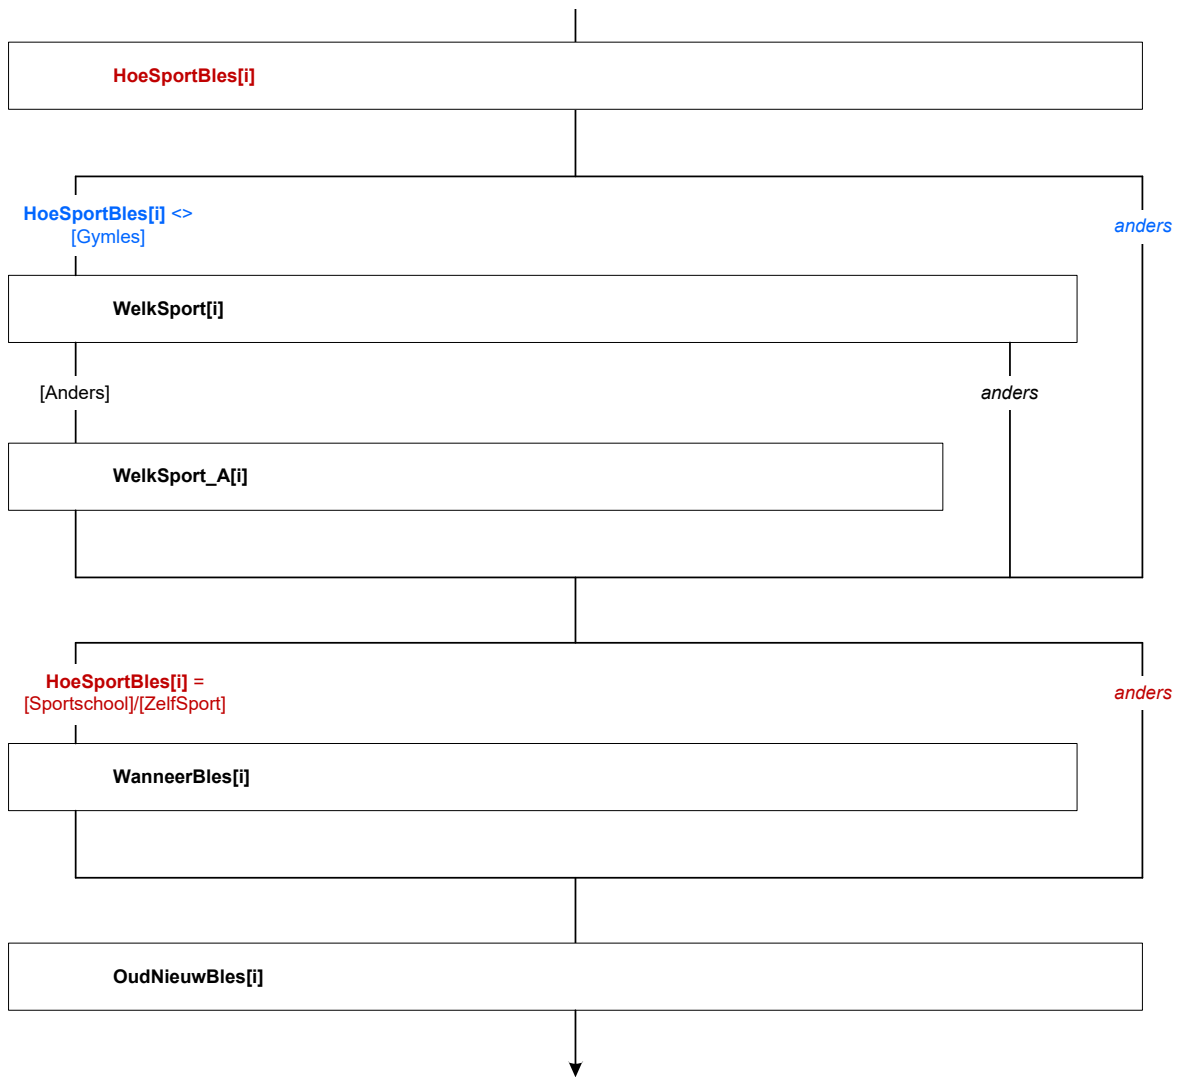 HoeSportBles[i]
HoeSportBles[i] <>
[Gymles]
anders
WelkSport[i]
[Anders]
anders
WelkSport_A[i]
HoeSportBles[i] =
[Sportschool]/[ZelfSport]
anders
WanneerBles[i]
OudNieuwBles[i]